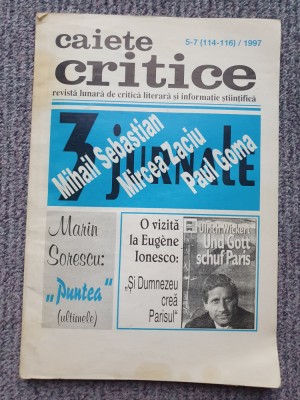 5-7 (114-116) / 1997
caiete
critice
revistă lunară de critică literară și informație științifică
3 jurnale
Mihail Sebastian
Mircea Zaciu
Paul Goma
Marin
Sorescu:
„Puntea"
(ultimele)
O vizită
la Eugène
Ionesco:
„Și Dumnezeu
creă
Parisul"
Ulrich Wickert
Und Gott
schuf Paris